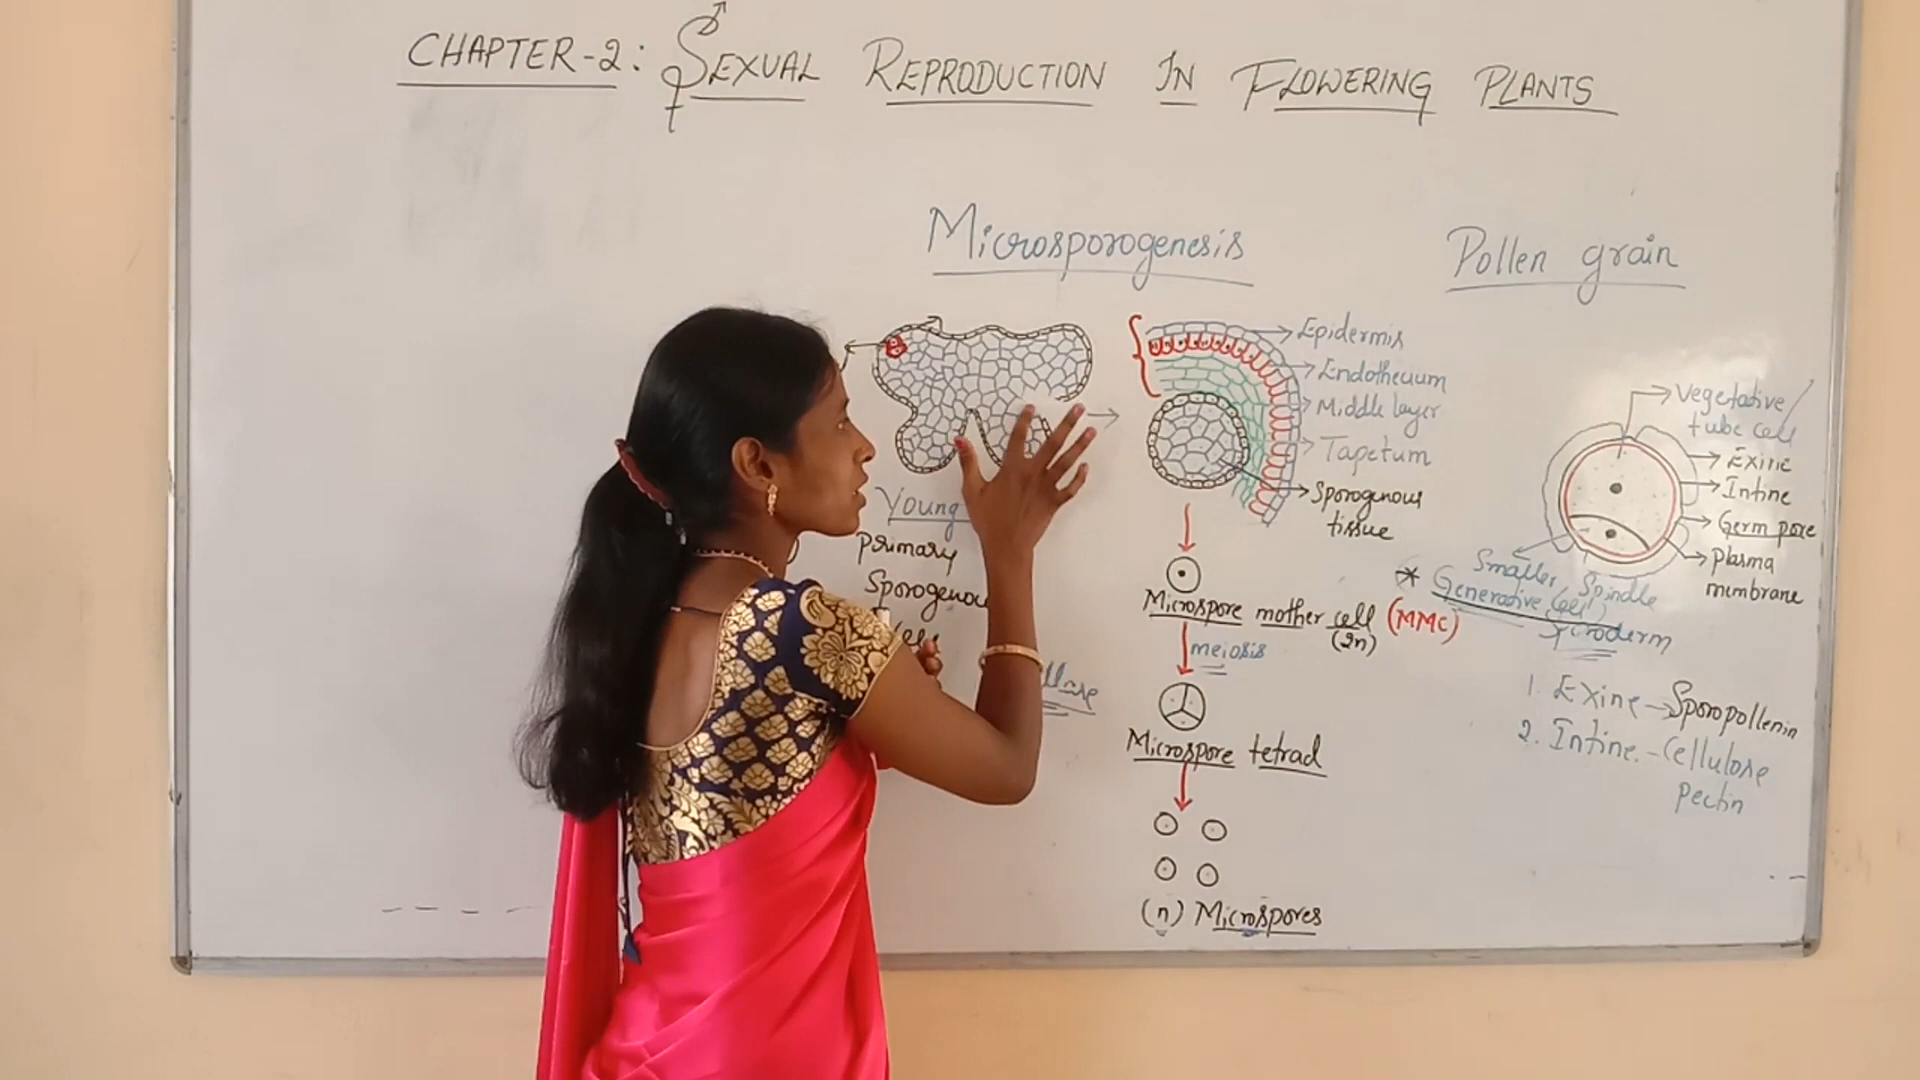 CHAPTER-2: SEXUAL REPRODUCTION IN FLOWERING PLANTS
Microsporogenesis
Young
Primary
Sporogenou
Epidermis
Endothecium
Middle layer
Tapetum
Sporogenous
tissue
Microspore mother cell (MMC)
(2n)
meiosis
Microspore tetrad
(n) Microspores
Pollen grain
Vegetative/
tube cell
Exine
Intine
Germ pore
Plasma
membrane
Smaller, Spindle
* Generative Cell)
1. Exine → Sporopollenin
2. Intine - Cellulose
Pectin